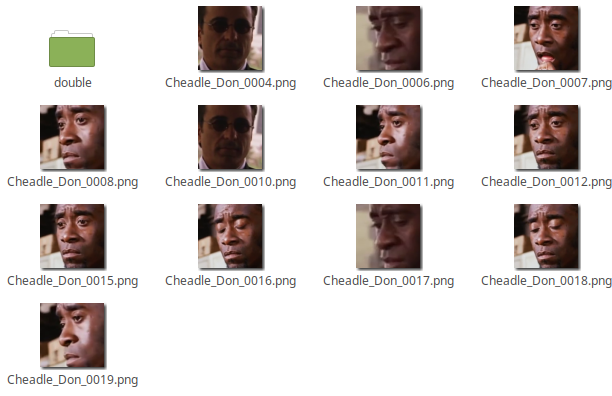 double
Cheadle_Don_0004.png
Cheadle_Don_0006.png
Cheadle_Don_0007.png
Cheadle_Don_0008.png
Cheadle_Don_0010.png
Cheadle_Don_0011.png
Cheadle_Don_0012.png
Cheadle_Don_0015.png
Cheadle_Don_0016.png
Cheadle_Don_0017.png
Cheadle_Don_0018.png
Cheadle_Don_0019.png